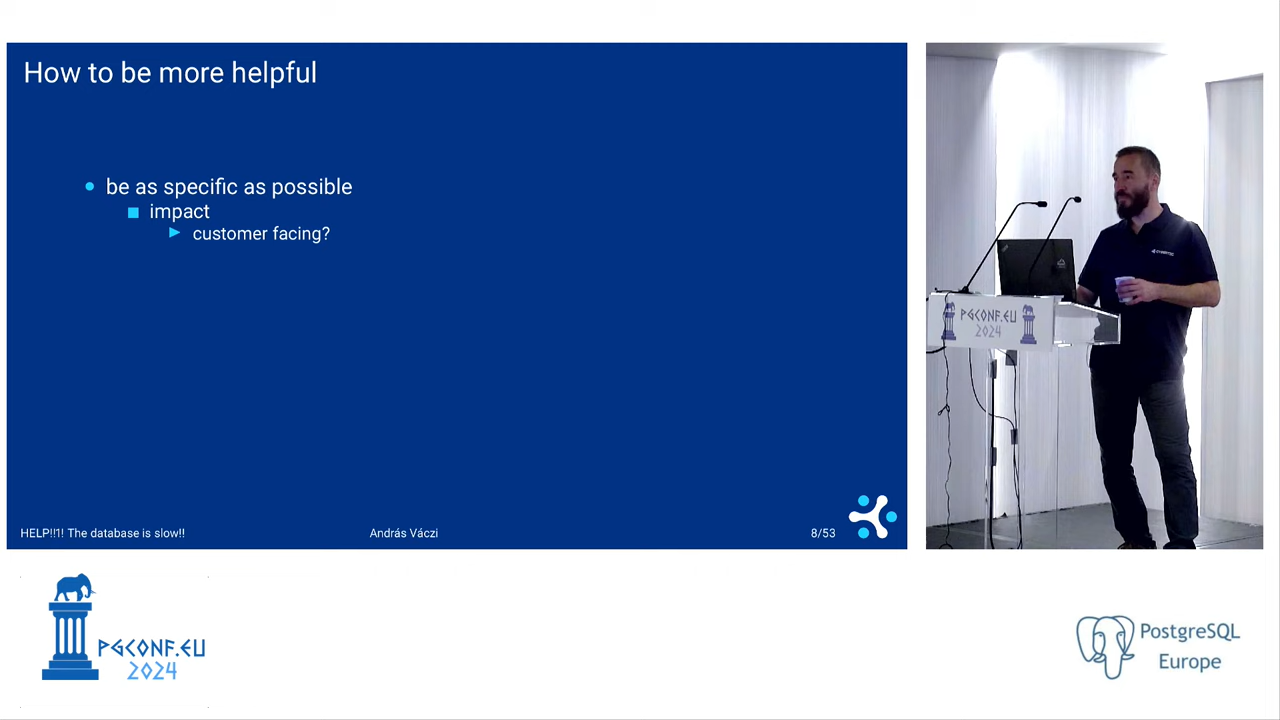 How to be more helpful
be as specific as possible
impact
customer facing?
HELP!!1! The database is slow!!
András Váczi
8/53
PGCONF.EU
2024
PGCONF.EU
2024
PostgreSQL
Europe